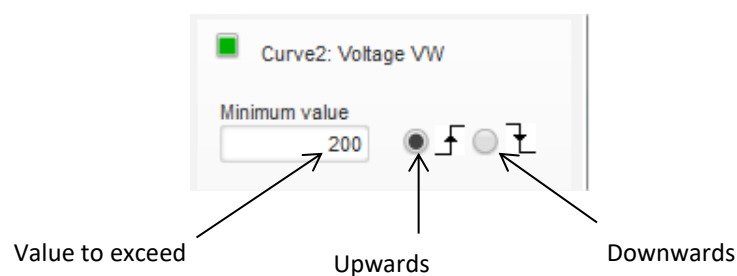 Curve2: Voltage VW
Minimum value
200
Value to exceed
Upwards
Downwards